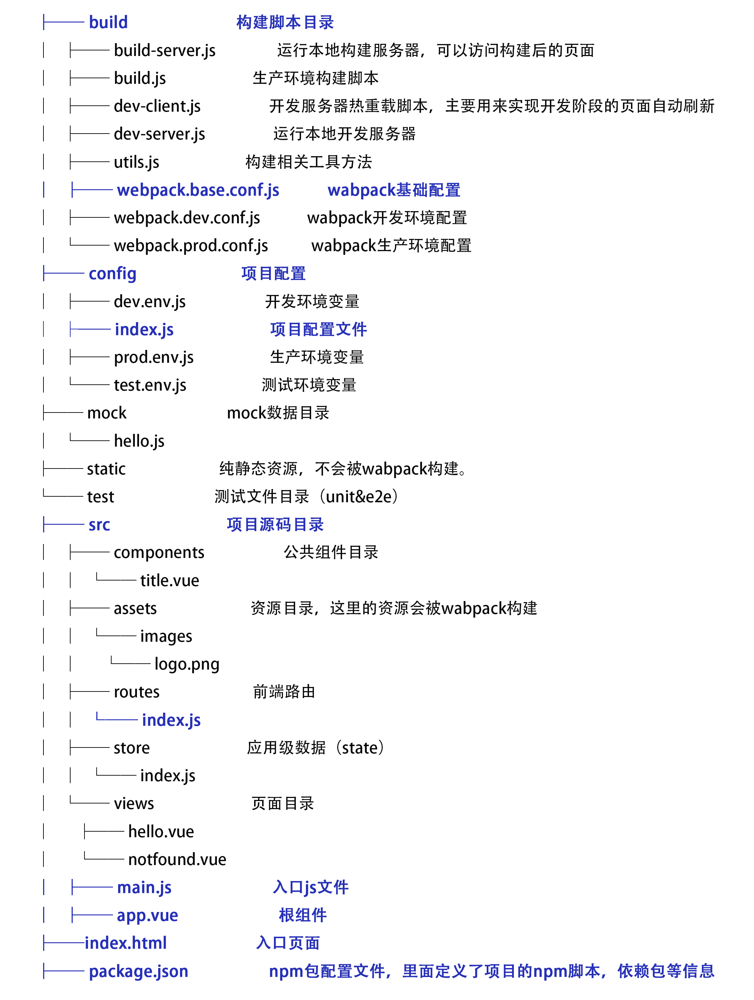 ├── build 构建脚本目录
│ ├── build-server.js 运行本地构建服务器，可以访问构建后的页面
│ ├── build.js 生产环境构建脚本
│ ├── dev-client.js 开发服务器热重载脚本，主要用来实现开发阶段的页面自动刷新
│ ├── dev-server.js 运行本地开发服务器
│ ├── utils.js 构建相关工具方法
│ ├── webpack.base.conf.js wabpack基础配置
│ ├── webpack.dev.conf.js wabpack开发环境配置
│ └── webpack.prod.conf.js wabpack生产环境配置
├── config 项目配置
│ ├── dev.env.js 开发环境变量
│ ├── index.js 项目配置文件
│ ├── prod.env.js 生产环境变量
│ └── test.env.js 测试环境变量
├── mock mock数据目录
│ └── hello.js
├── static 纯静态资源，不会被wabpack构建。
└── test 测试文件目录（unit&e2e）
├── src 项目源码目录
│ ├── components 公共组件目录
│ │ └── title.vue
│ ├── assets 资源目录，这里的资源会被wabpack构建
│ │ └── images
│ │ └── logo.png
│ ├── routes 前端路由
│ │ └── index.js
│ ├── store 应用级数据（state）
│ │ └── index.js
│ └── views 页面目录
│ ├── hello.vue
│ └── notfound.vue
│ ├── main.js 入口js文件
│ ├── app.vue 根组件
├── index.html 入口页面
├── package.json npm包配置文件，里面定义了项目的npm脚本，依赖包等信息